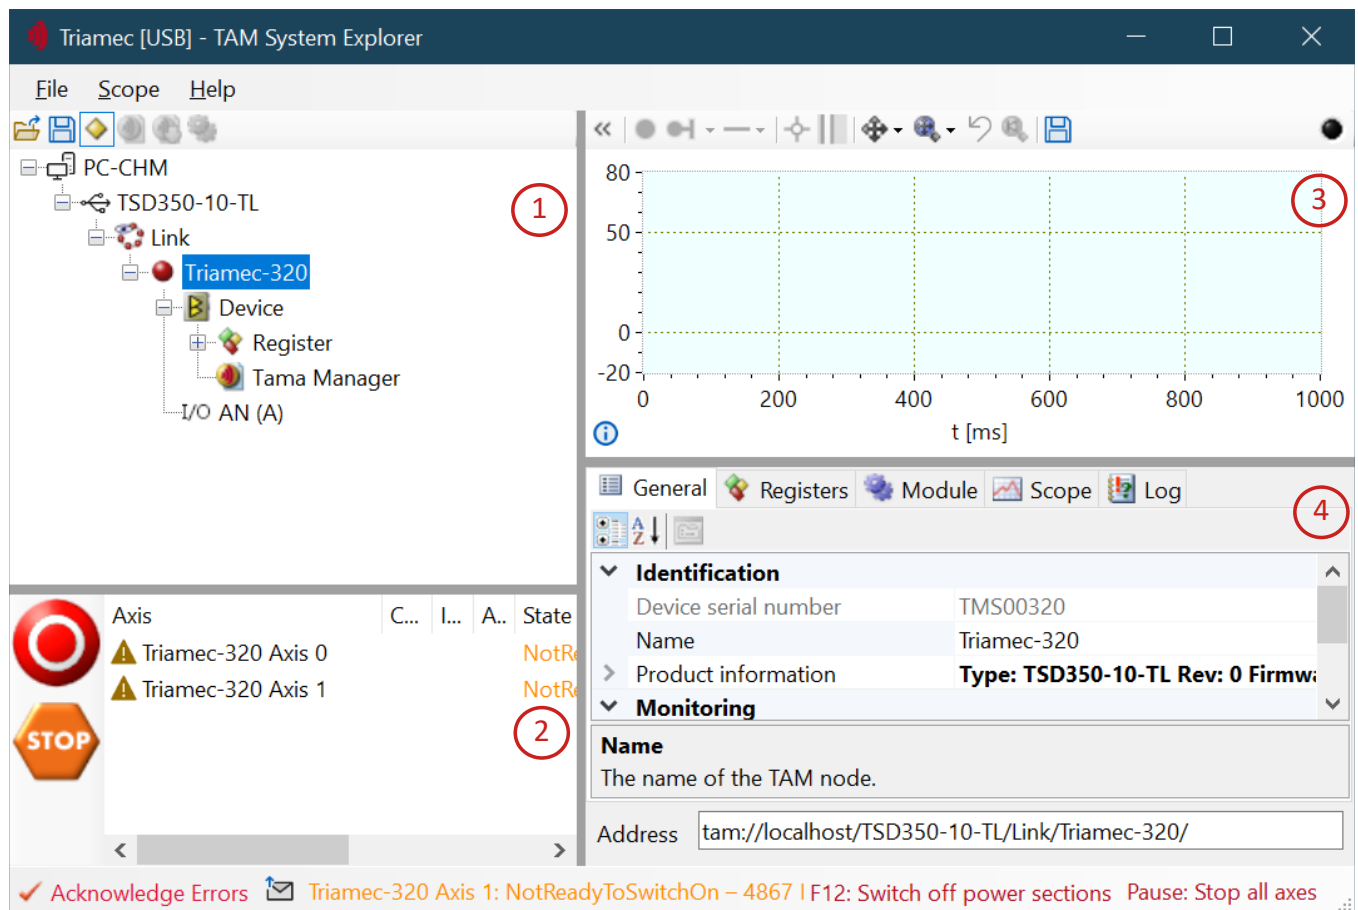 Triamec [USB] - TAM System Explorer
File Scope Help
PC-CHM
TSD350-10-TL
Link
Triamec-320
Device
Register
Tama Manager
I/O AN (A)
1
80
50
0
-20
0 200 400 600 800 1000
t [ms]
3
Axis C... I... A.. State
Triamec-320 Axis 0 NotRe
Triamec-320 Axis 1 NotRe
STOP
2
General Registers Module Scope Log
4
A
Z
Identification
Device serial number TMS00320
Name Triamec-320
Product information Type: TSD350-10-TL Rev: 0 Firmwa
Monitoring
Name
The name of the TAM node.
Address tam://localhost/TSD350-10-TL/Link/Triamec-320/
Acknowledge Errors Triamec-320 Axis 1: NotReadyToSwitchOn – 4867 I F12: Switch off power sections Pause: Stop all axes